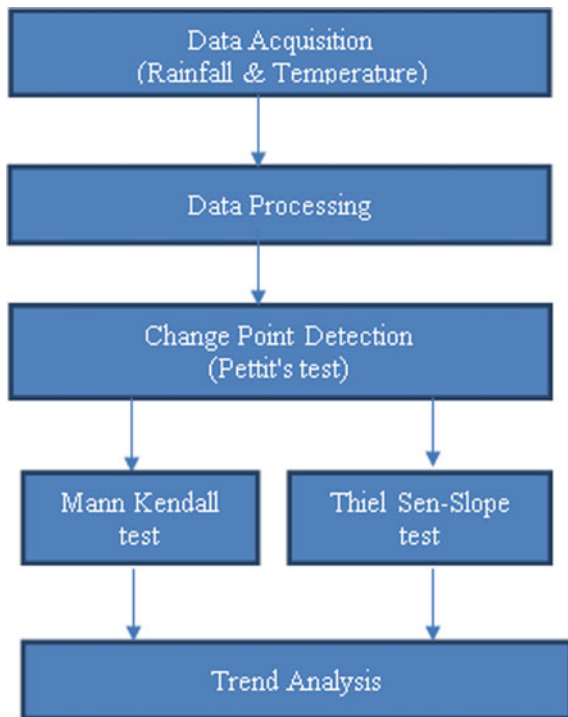 Data Acquisition
(Rainfall & Temperature)
Data Processing
Change Point Detection
(Pettit's test)
Mann Kendall
test
Thiel Sen-Slope
test
Trend Analysis